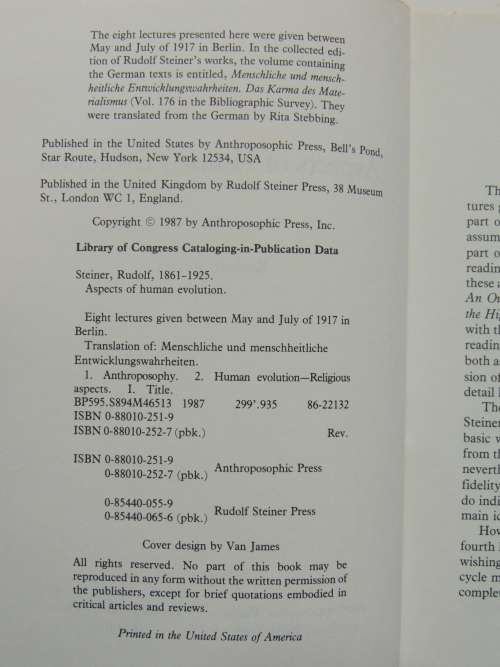 The eight lectures presented here were given between
May and July of 1917 in Berlin. In the collected edi-
tion of Rudolf Steiner's works, the volume containing
the German texts is entitled, Menschliche und mensch-
heitliche Entwicklungswahrheiten. Das Karma des Mate-
rialismus (Vol. 176 in the Bibliographic Survey). They
were translated from the German by Rita Stebbing.
Published in the United States by Anthroposophic Press, Bell's Pond,
Star Route, Hudson, New York 12534, USA
Published in the United Kingdom by Rudolf Steiner Press, 38 Museum
St., London WC 1, England.
Copyright © 1987 by Anthroposophic Press, Inc.
Library of Congress Cataloging-in-Publication Data
Steiner, Rudolf, 1861-1925.
Aspects of human evolution.
Eight lectures given between May and July of 1917 in
Berlin.
Translation of: Menschliche und menschheitliche
Entwicklungswahrheiten.
1. Anthroposophy. 2. Human evolution—Religious
aspects. I. Title.
BP595.S894M46513 1987 299'.935 86-22132
ISBN 0-88010-251-9
ISBN 0-88010-252-7 (pbk.) Rev.
ISBN 0-88010-251-9
0-88010-252-7 (pbk.) Anthroposophic Press
0-85440-055-9
0-85440-065-6 (pbk.) Rudolf Steiner Press
Cover design by Van James
All rights reserved. No part of this book may be
reproduced in any form without the written permission of
the publishers, except for brief quotations embodied in
critical articles and reviews.
Printed in the United States of America
Th
tures g
part o
assum
part o
readin
these a
An O
the Hi
with th
readin
both a
sion of
detail
The
Steiner
basic w
from th
neverth
fidelity
do indi
main id
How
fourth
wishing
cycle m
complet